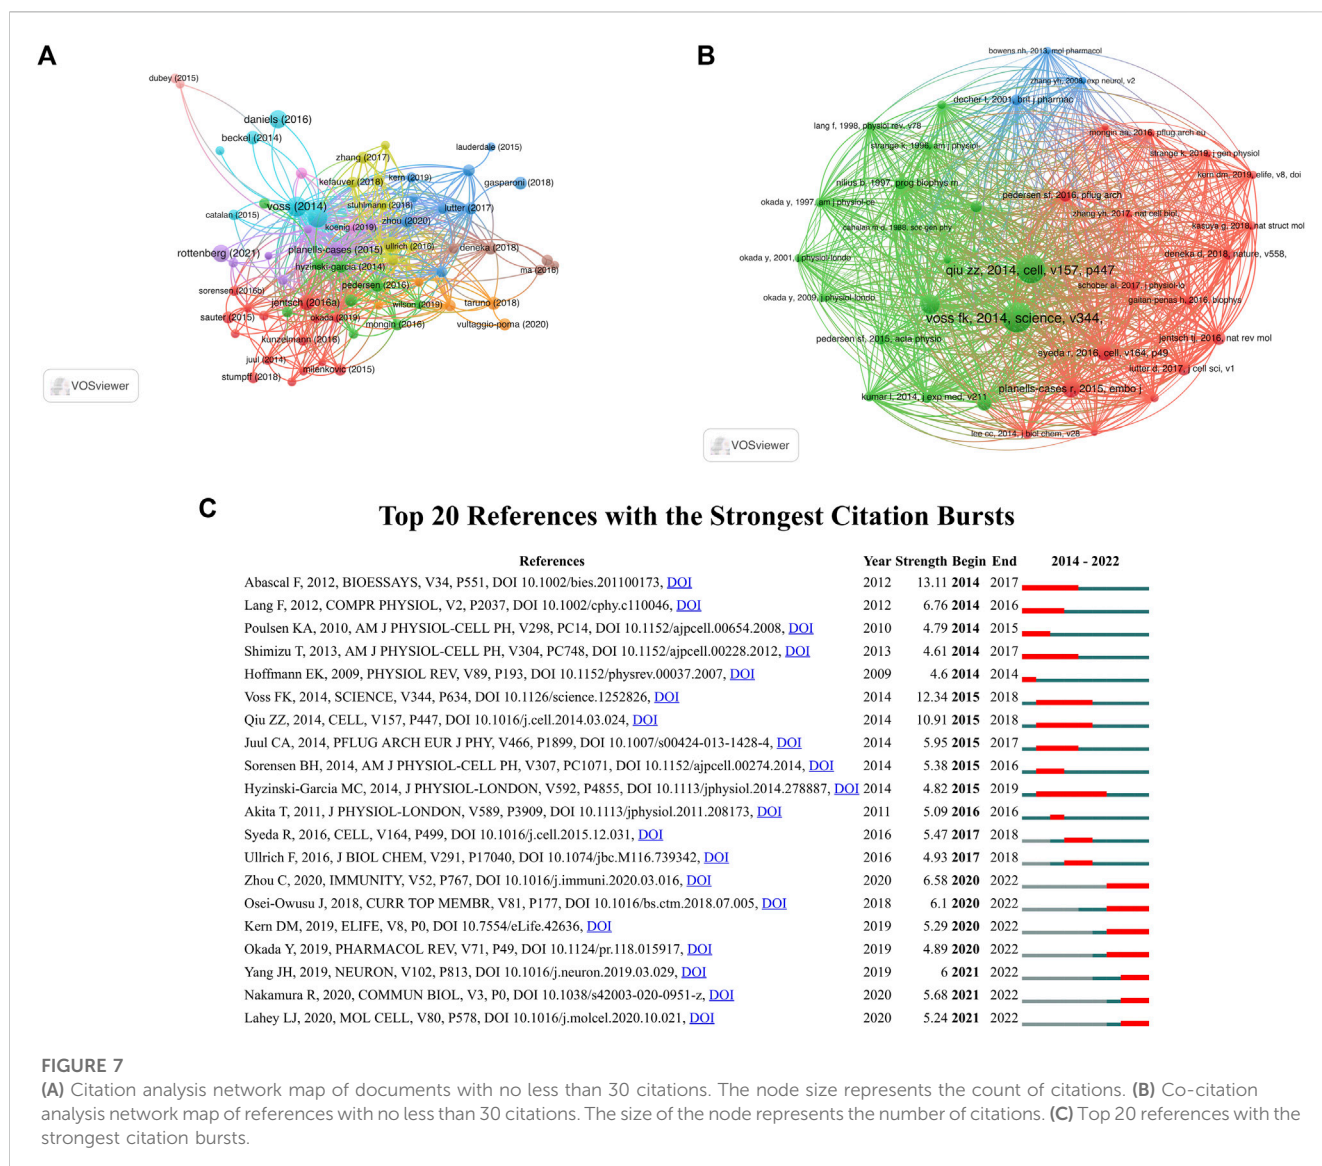 A
dubey (2015)
daniels (2016)
beckel (2014)
zhang (2017)
lauderdale (2015)
kefauver (2018)
kern (2019)
gasparoni (2018)
voss (2014)
stuhlmann (2018)
lutter (2017)
catalan (2015)
zhou (2020)
koenig (2019)
rottenberg (2021)
planells-cases (2015)
ullrich (2016)
deneka (2018)
hyzinski-garcia (2014)
ma (2016)
sorensen (2016b)
pedersen (2016)
jentsch (2016a)
wilson (2019)
taruno (2018)
sauter (2015)
okada (2019)
mongin (2016)
vultaggio-poma (2020)
kunzelmann (2016)
juul (2014)
milenkovic (2015)
stumpff (2018)
VOSviewer
B
bowens nh, 2013, mol pharmacol
zhang yh, 2008, exp neurol, v2
decher t, 2001, brit j pharmac
lang f, 1998, physiol rev, v78
mongin aa, 2016, pflug arch eu
strange k, 1996, am j physiol-
strange k, 2019, j gen physiol
kern dm, 2019, elife, v8, doi
nilius b, 1997, prog biophys m
pedersen sf, 2016, pflug arch
okada y, 1997, am j physiol-ce
zhang yh, 2017, nat cell biol,
cahalan m d, 1988, soc gen phy
kasuya g, 2018, nat struct mol
okada y, 2001, j physiol-londo
deneka d, 2018, nature, v558,
qiu zz, 2014, cell, v157, p447
schober al, 2017, j physiol-lo
okada y, 2009, j physiol-londo
gaitan-penas h, 2016, biophys
voss fk, 2014, science, v344,
pedersen sf, 2015, acta physio
jentsch tj, 2016, nat rev mol
syeda r, 2016, cell, v164, p49
lutter d, 2017, j cell sci, v1
planells-cases r, 2015, embo j
kumar l, 2014, j exp med, v211
lee cc, 2014, j biol chem, v28
VOSviewer
C
Top 20 References with the Strongest Citation Bursts
References Year Strength Begin End 2014 - 2022
Abascal F, 2012, BIOESSAYS, V34, P551, DOI 10.1002/bies.201100173, DOI 2012 13.11 2014 2017
Lang F, 2012, COMPR PHYSIOL, V2, P2037, DOI 10.1002/cphy.c110046, DOI 2012 6.76 2014 2016
Poulsen KA, 2010, AM J PHYSIOL-CELL PH, V298, PC14, DOI 10.1152/ajpcell.00654.2008, DOI 2010 4.79 2014 2015
Shimizu T, 2013, AM J PHYSIOL-CELL PH, V304, PC748, DOI 10.1152/ajpcell.00228.2012, DOI 2013 4.61 2014 2017
Hoffmann EK, 2009, PHYSIOL REV, V89, P193, DOI 10.1152/physrev.00037.2007, DOI 2009 4.6 2014 2014
Voss FK, 2014, SCIENCE, V344, P634, DOI 10.1126/science.1252826, DOI 2014 12.34 2015 2018
Qiu ZZ, 2014, CELL, V157, P447, DOI 10.1016/j.cell.2014.03.024, DOI 2014 10.91 2015 2018
Juul CA, 2014, PFLUG ARCH EUR J PHY, V466, P1899, DOI 10.1007/s00424-013-1428-4, DOI 2014 5.95 2015 2017
Sorensen BH, 2014, AM J PHYSIOL-CELL PH, V307, PC1071, DOI 10.1152/ajpcell.00274.2014, DOI 2014 5.38 2015 2016
Hyzinski-Garcia MC, 2014, J PHYSIOL-LONDON, V592, P4855, DOI 10.1113/jphysiol.2014.278887, DOI 2014 4.82 2015 2019
Akita T, 2011, J PHYSIOL-LONDON, V589, P3909, DOI 10.1113/jphysiol.2011.208173, DOI 2011 5.09 2016 2016
Syeda R, 2016, CELL, V164, P499, DOI 10.1016/j.cell.2015.12.031, DOI 2016 5.47 2017 2018
Ullrich F, 2016, J BIOL CHEM, V291, P17040, DOI 10.1074/jbc.M116.739342, DOI 2016 4.93 2017 2018
Zhou C, 2020, IMMUNITY, V52, P767, DOI 10.1016/j.immuni.2020.03.016, DOI 2020 6.58 2020 2022
Osei-Owusu J, 2018, CURR TOP MEMBR, V81, P177, DOI 10.1016/bs.ctm.2018.07.005, DOI 2018 6.1 2020 2022
Kern DM, 2019, ELIFE, V8, P0, DOI 10.7554/eLife.42636, DOI 2019 5.29 2020 2022
Okada Y, 2019, PHARMACOL REV, V71, P49, DOI 10.1124/pr.118.015917, DOI 2019 4.89 2020 2022
Yang JH, 2019, NEURON, V102, P813, DOI 10.1016/j.neuron.2019.03.029, DOI 2019 6 2021 2022
Nakamura R, 2020, COMMUN BIOL, V3, P0, DOI 10.1038/s42003-020-0951-z, DOI 2020 5.68 2021 2022
Lahey LJ, 2020, MOL CELL, V80, P578, DOI 10.1016/j.molcel.2020.10.021, DOI 2020 5.24 2021 2022
FIGURE 7
(A) Citation analysis network map of documents with no less than 30 citations. The node size represents the count of citations. (B) Co-citation
analysis network map of references with no less than 30 citations. The size of the node represents the number of citations. (C) Top 20 references with the
strongest citation bursts.